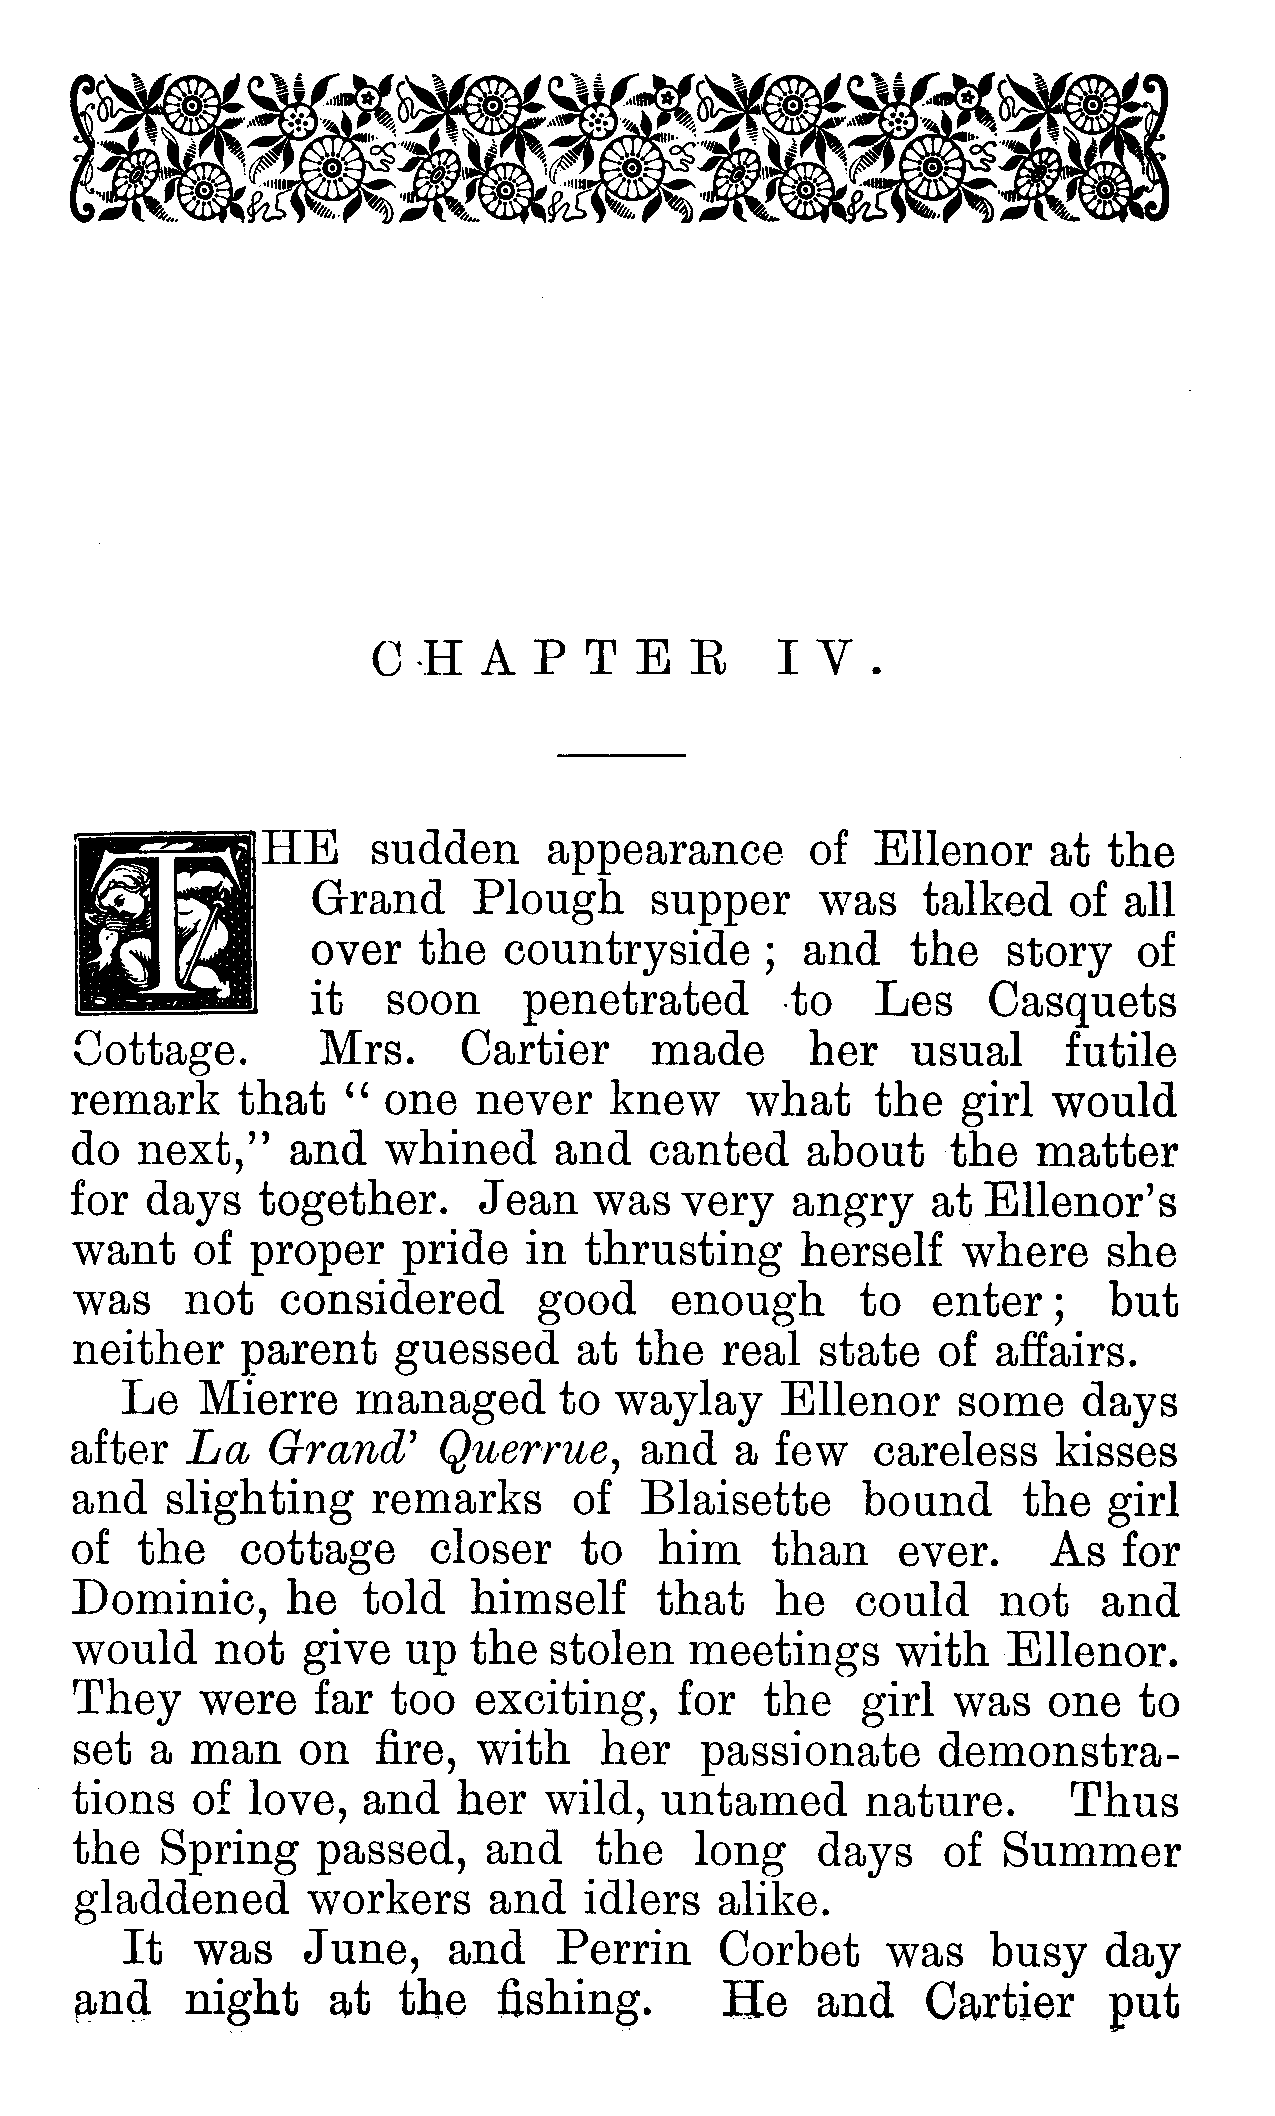 CHAPTER IV.
THE sudden appearance of Ellenor at the
Grand Plough supper was talked of all
over the countryside ; and the story of
it soon penetrated to Les Casquets
Cottage. Mrs. Cartier made her usual futile
remark that “ one never knew what the girl would
do next,” and whined and canted about the matter
for days together. Jean was very angry at Ellenor’s
want of proper pride in thrusting herself where she
was not considered good enough to enter ; but
neither parent guessed at the real state of affairs.
Le Mierre managed to waylay Ellenor some days
after La Grand’ Querrue, and a few careless kisses
and slighting remarks of Blaisette bound the girl
of the cottage closer to him than ever. As for
Dominic, he told himself that he could not and
would not give up the stolen meetings with Ellenor.
They were far too exciting, for the girl was one to
set a man on fire, with her passionate demonstra-
tions of love, and her wild, untamed nature. Thus
the Spring passed, and the long days of Summer
gladdened workers and idlers alike.
It was June, and Perrin Corbet was busy day
and night at the fishing. He and Cartier put